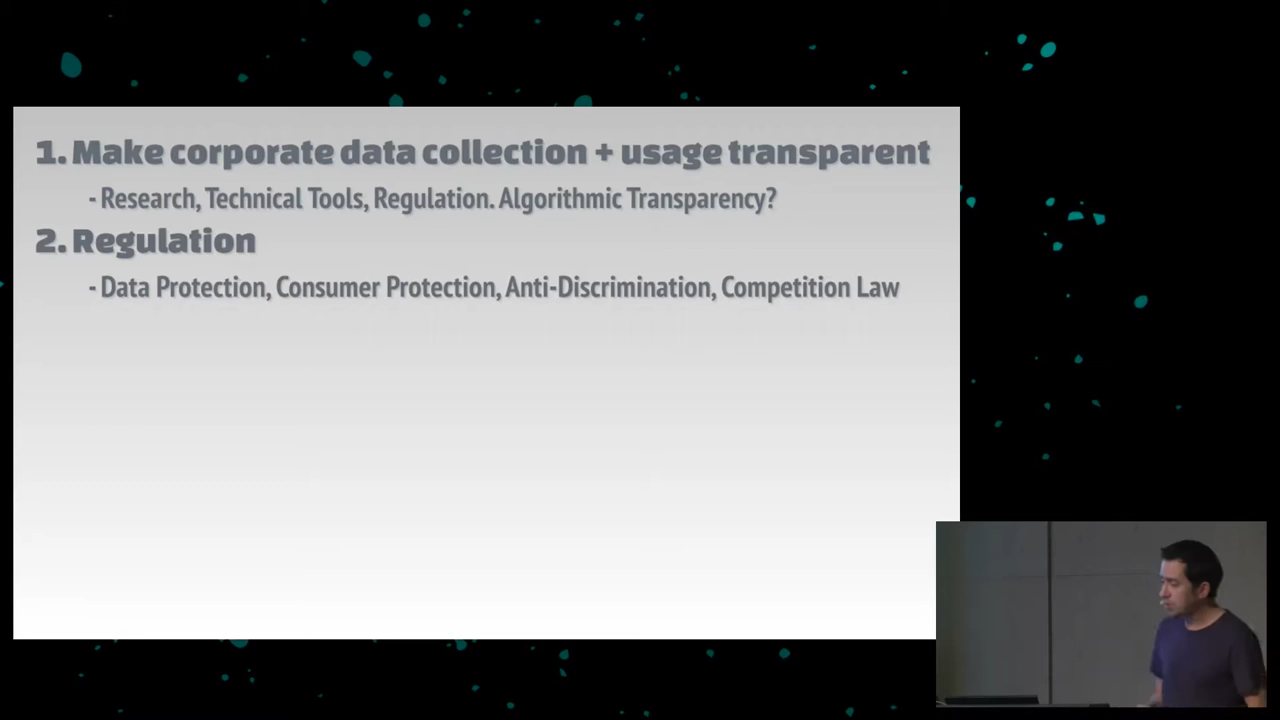 1. Make corporate data collection + usage transparent
- Research, Technical Tools, Regulation. Algorithmic Transparency?
2. Regulation
- Data Protection, Consumer Protection, Anti-Discrimination, Competition Law